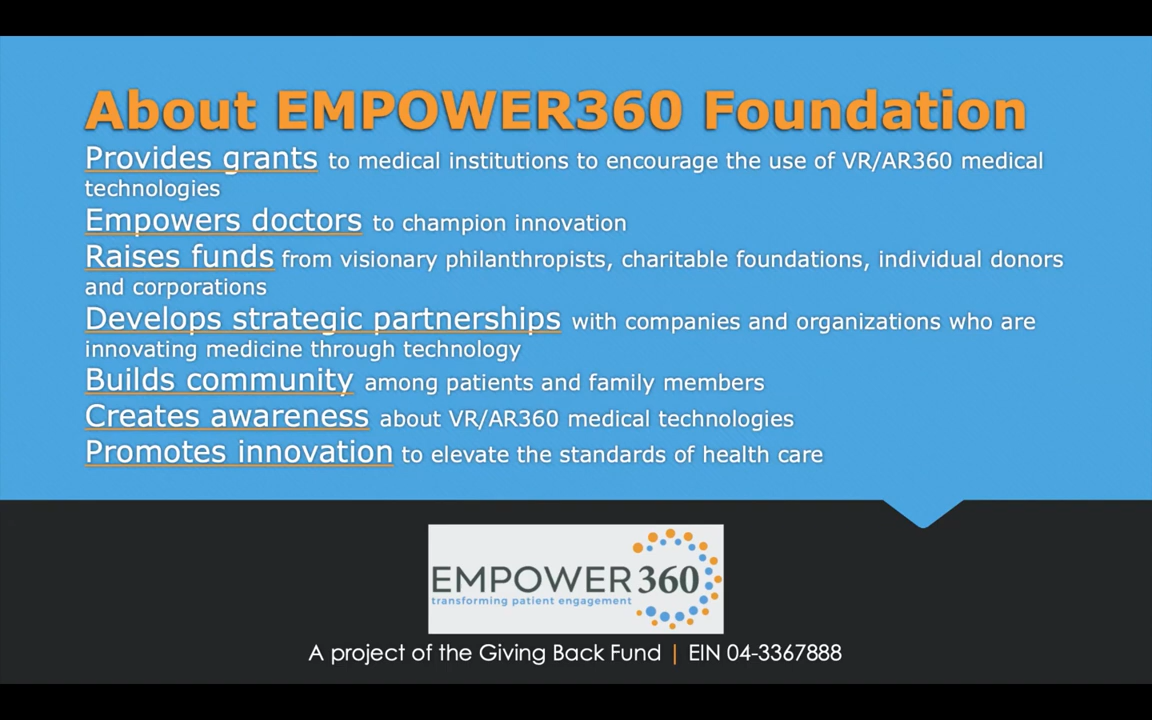 About EMPOWER360 Foundation
Provides grants to medical institutions to encourage the use of VR/AR360 medical
technologies
Empowers doctors to champion innovation
Raises funds from visionary philanthropists, charitable foundations, individual donors
and corporations
Develops strategic partnerships with companies and organizations who are
innovating medicine through technology
Builds community among patients and family members
Creates awareness about VR/AR360 medical technologies
Promotes innovation to elevate the standards of health care
EMPOWER 360
transforming patient engagement
A project of the Giving Back Fund | EIN 04-3367888